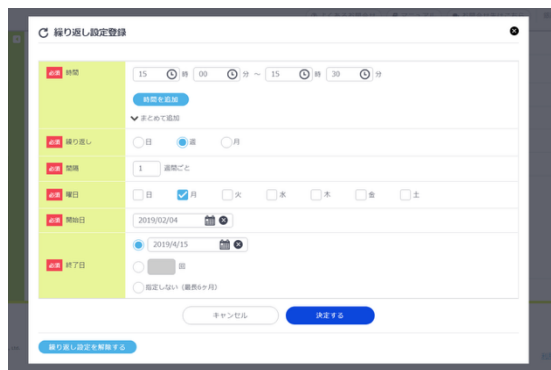 繰り返し設定登録
必須 時間
15 時 00 分 ～ 15 時 30 分
時間を追加
まとめて追加
必須 繰り返し 日 週 月
必須 間隔 1 週間ごと
必須 曜日 日 月 火 水 木 金 土
必須 開始日 2019/02/04
2019/4/15
必須 終了日 回
指定しない（最長6ヶ月）
キャンセル 決定する
繰り返し設定を解除する